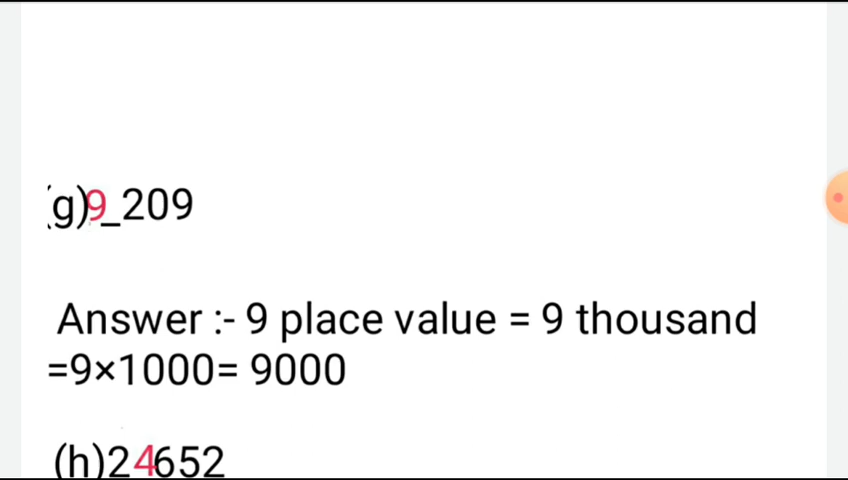 (g)9_209
Answer :- 9 place value = 9 thousand
=9×1000= 9000
(h)24652